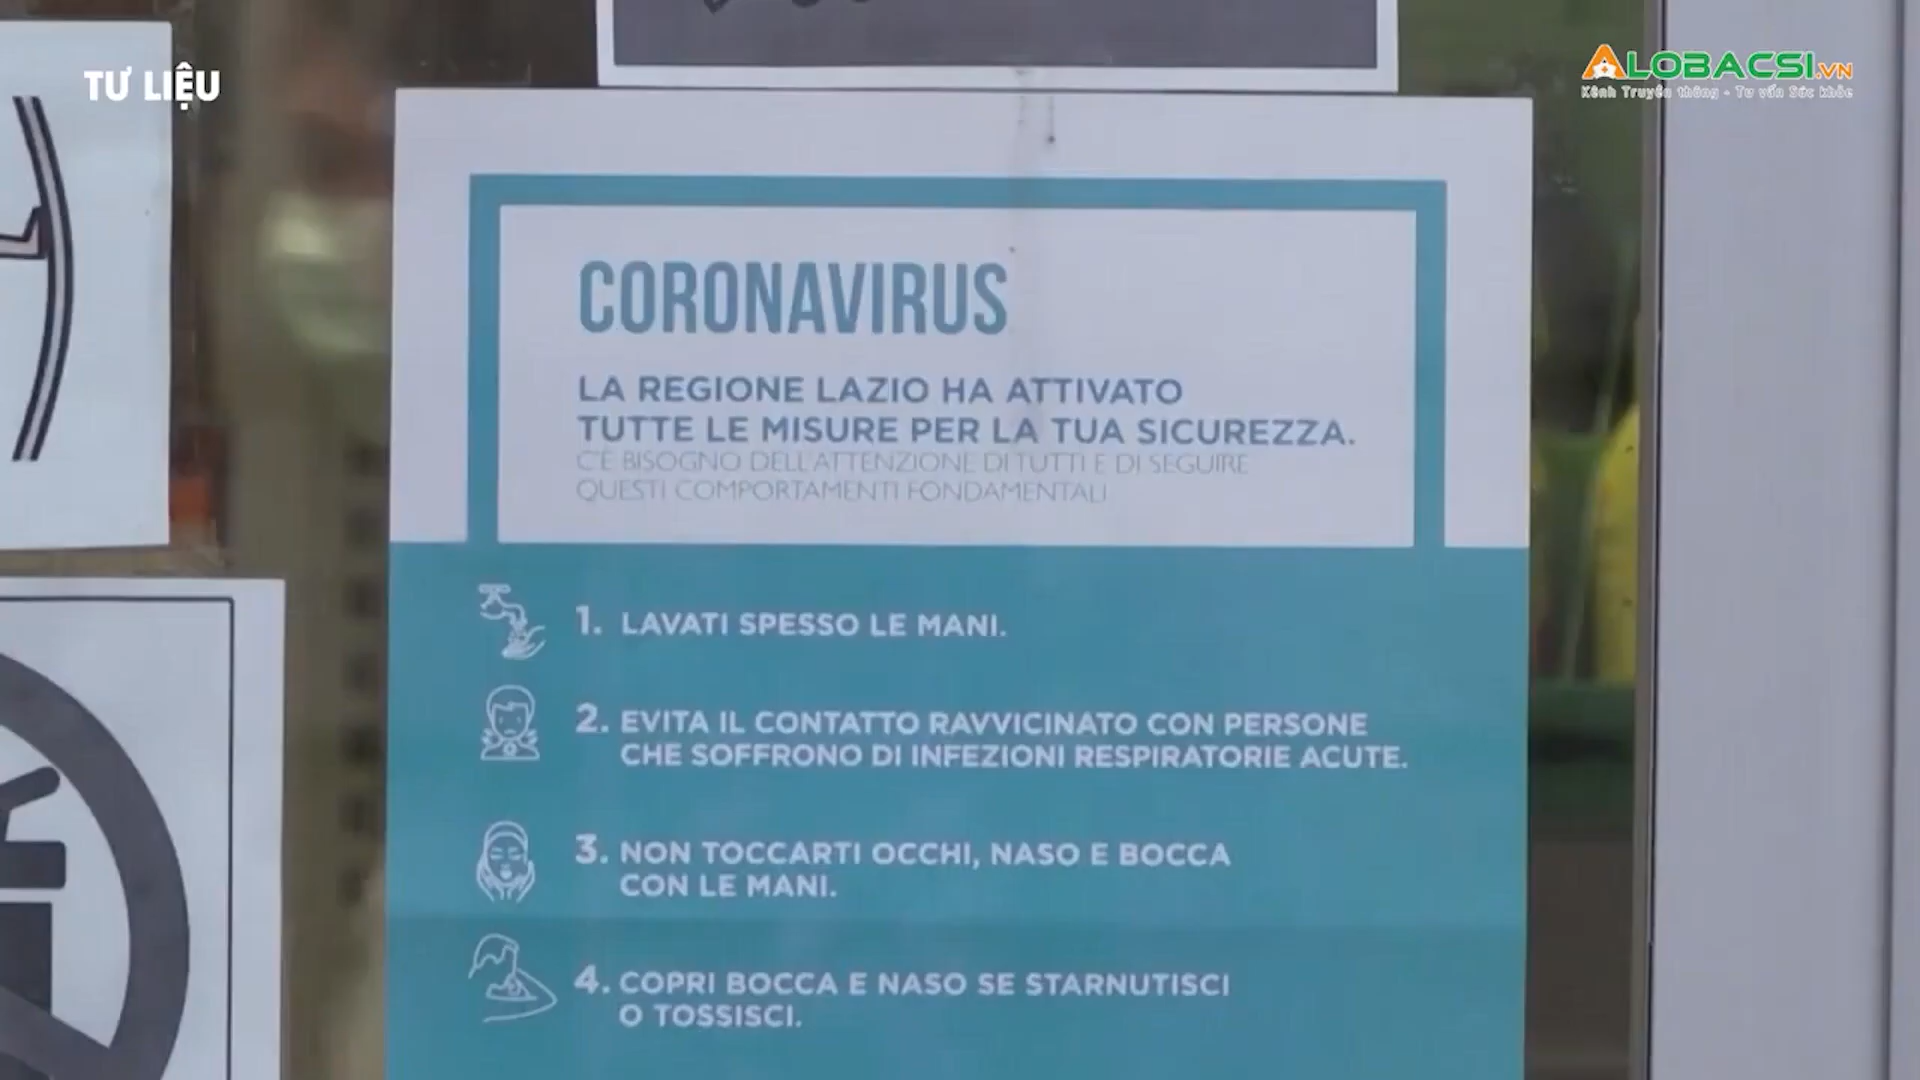 TƯ LIỆU
ALOBACSI.VN
Kênh Truyền thông - Tư vấn Sức khỏe
CORONAVIRUS
LA REGIONE LAZIO HA ATTIVATO
TUTTE LE MISURE PER LA TUA SICUREZZA.
C'È BISOGNO DELL'ATTENZIONE DI TUTTI E DI SEGUIRE
QUESTI COMPORTAMENTI FONDAMENTALI
1. LAVATI SPESSO LE MANI.
2. EVITA IL CONTATTO RAVVICINATO CON PERSONE
CHE SOFFRONO DI INFEZIONI RESPIRATORIE ACUTE.
3. NON TOCCARTI OCCHI, NASO E BOCCA
CON LE MANI.
4. COPRI BOCCA E NASO SE STARNUTISCI
O TOSSISCI.